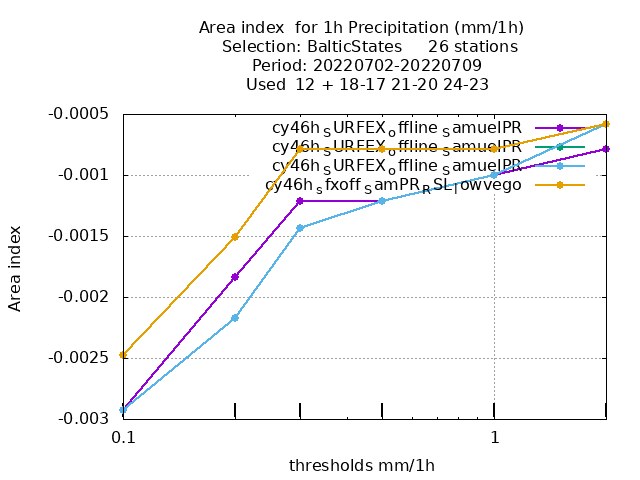 Area index  for 1h Precipitation (mm/1h)
Selection: BalticStates     26 stations
Period: 20220702-20220709
Used  12 + 18-17 21-20 24-23
-0.0005
-0.001
-0.0015
-0.002
-0.0025
-0.003
Area index
cy46h_SURFEX_offline_SamuelPR
cy46h_SURFEX_offline_SamuelPR
cy46h_SURFEX_offline_SamuelPR
cy46h_sfxoff_SamPR_RSL_lowvego
0.1
1
thresholds mm/1h